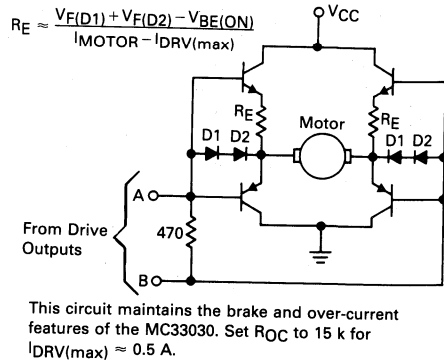 R_E ≈ V_F(D1) + V_F(D2) − V_BE(ON) / I_MOTOR − I_DRV(max)
V_CC
R_E
R_E
Motor
D1 D2
D1 D2
A
470
From Drive
Outputs
B
This circuit maintains the brake and over-current
features of the MC33030. Set R_OC to 15 k for
I_DRV(max) ≈ 0.5 A.